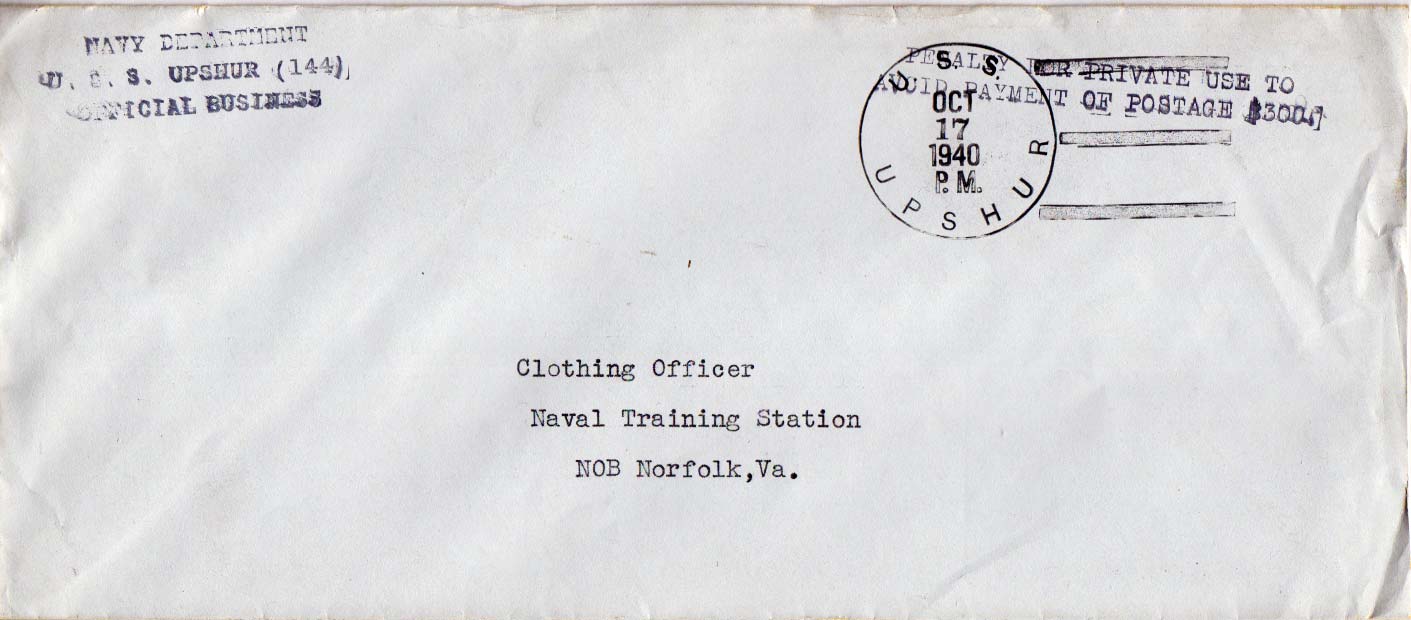 NAVY DEPARTMENT
U. S. S. UPSHUR (144)
OFFICIAL BUSINESS
PENALTY FOR PRIVATE USE TO
AVOID PAYMENT OF POSTAGE $300.
U. S. S.
OCT
17
1940
P. M.
UPSHUR
Clothing Officer
Naval Training Station
NOB Norfolk,Va.